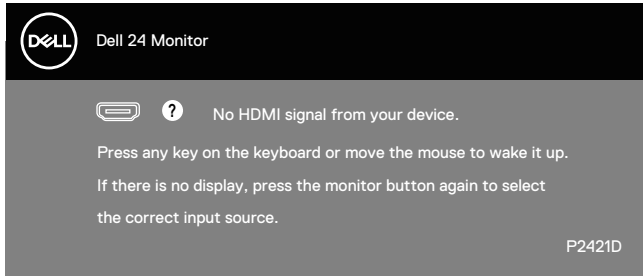 DELL
Dell 24 Monitor
? No HDMI signal from your device.
Press any key on the keyboard or move the mouse to wake it up.
If there is no display, press the monitor button again to select
the correct input source.
P2421D